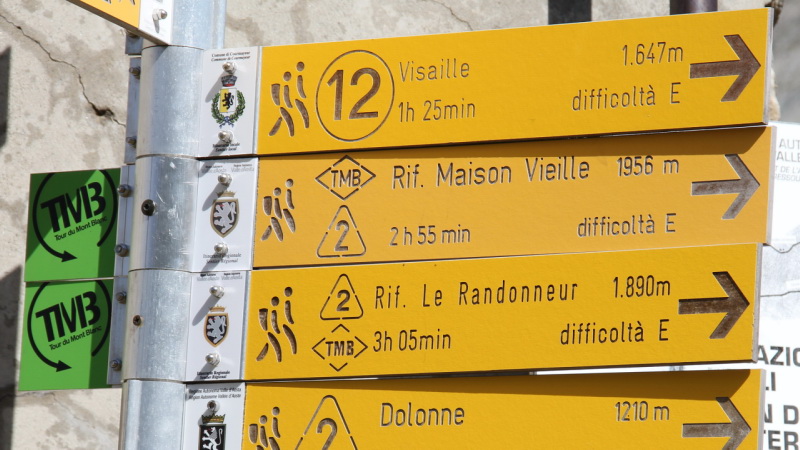 12
Visaille
1.647m
1h 25min
difficoltà E
TMB
Rif. Maison Vieille
1956 m
2
2h 55 min
difficoltà E
2
Rif. Le Randonneur
1.890m
TMB
3h 05min
difficoltà E
2
Dolonne
1210 m
TMB
Tour du Mont Blanc
TMB
Tour du Mont Blanc